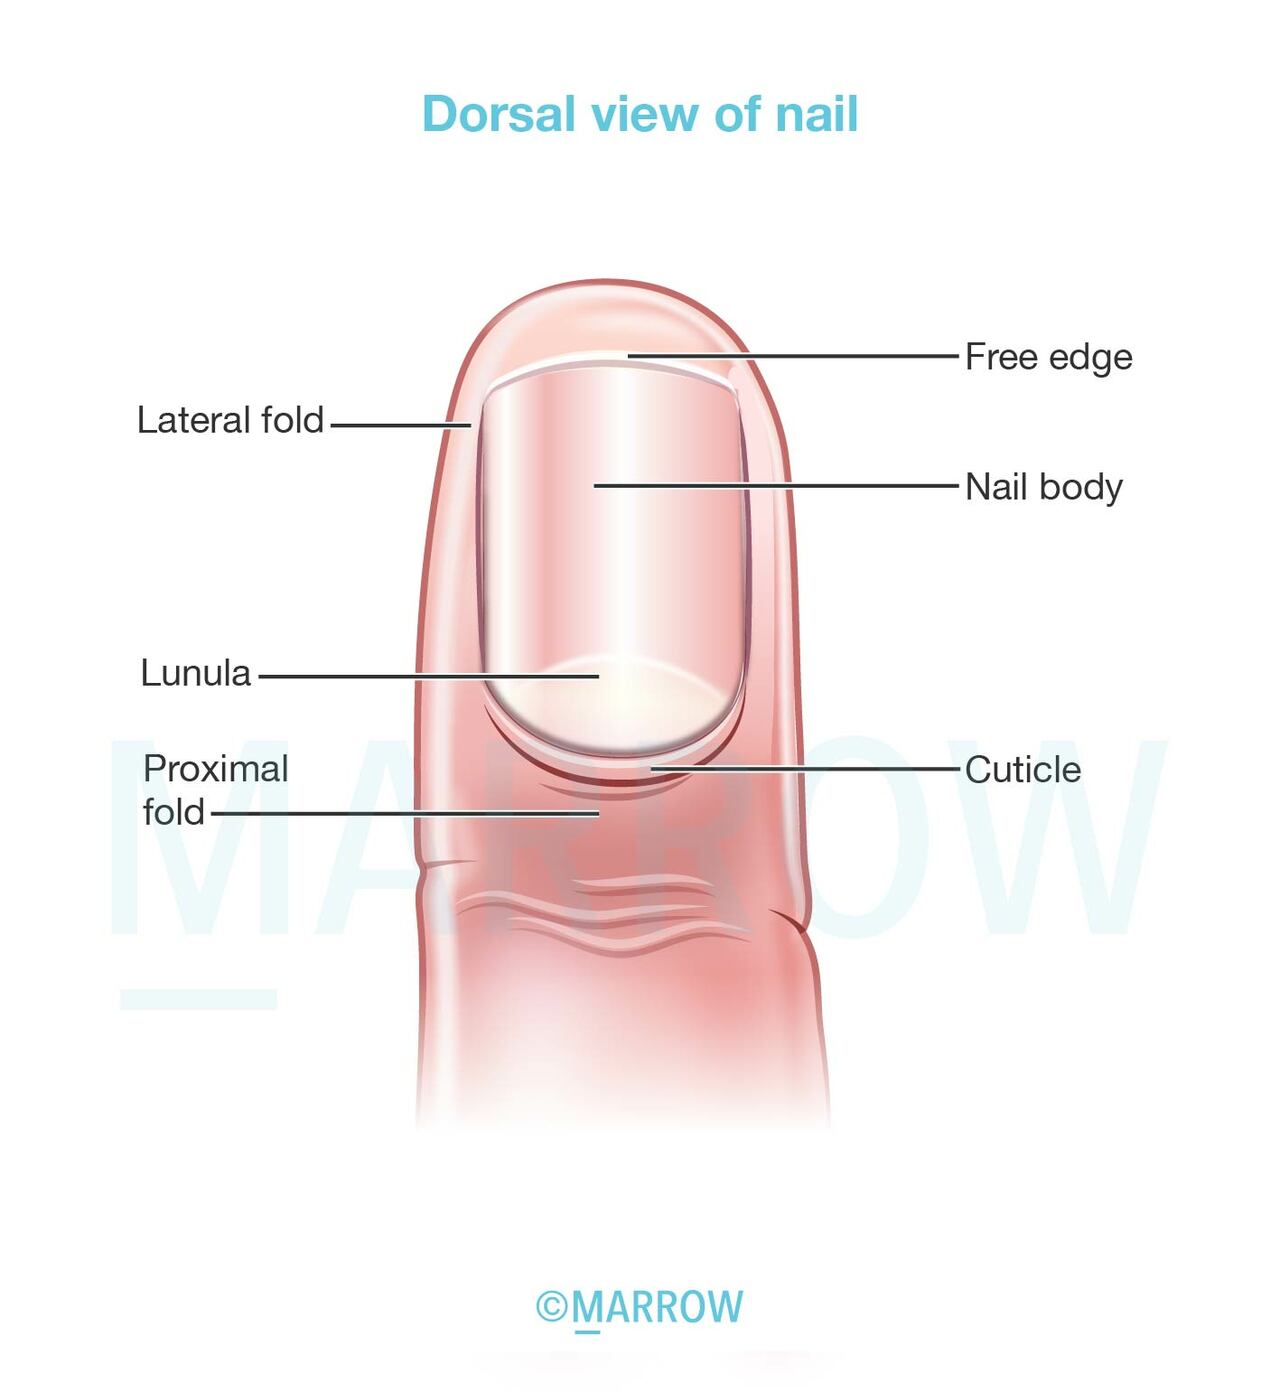 Dorsal view of nail
Free edge
Lateral fold
Nail body
Lunula
Proximal
fold
Cuticle
MARROW
©MARROW